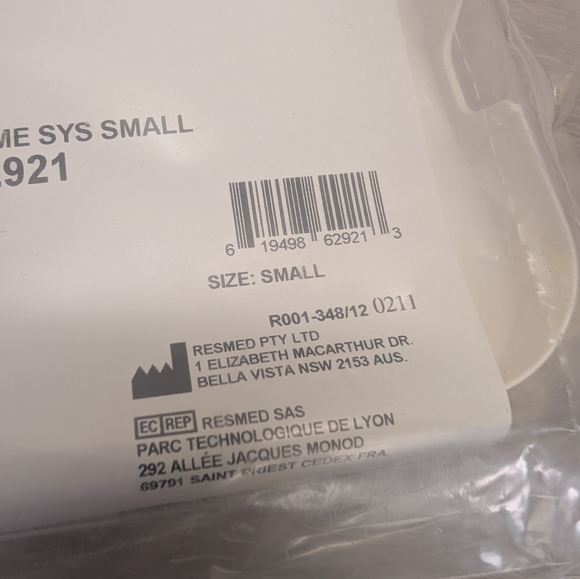 ME SYS SMALL
2921
6 19498 62921 3
SIZE: SMALL
R001-348/12 0211
RESMED PTY LTD
1 ELIZABETH MACARTHUR DR.
BELLA VISTA NSW 2153 AUS.
EC REP RESMED SAS
PARC TECHNOLOGIQUE DE LYON
292 ALLÉE JACQUES MONOD
69791 SAINT PRIEST CEDEX FRA